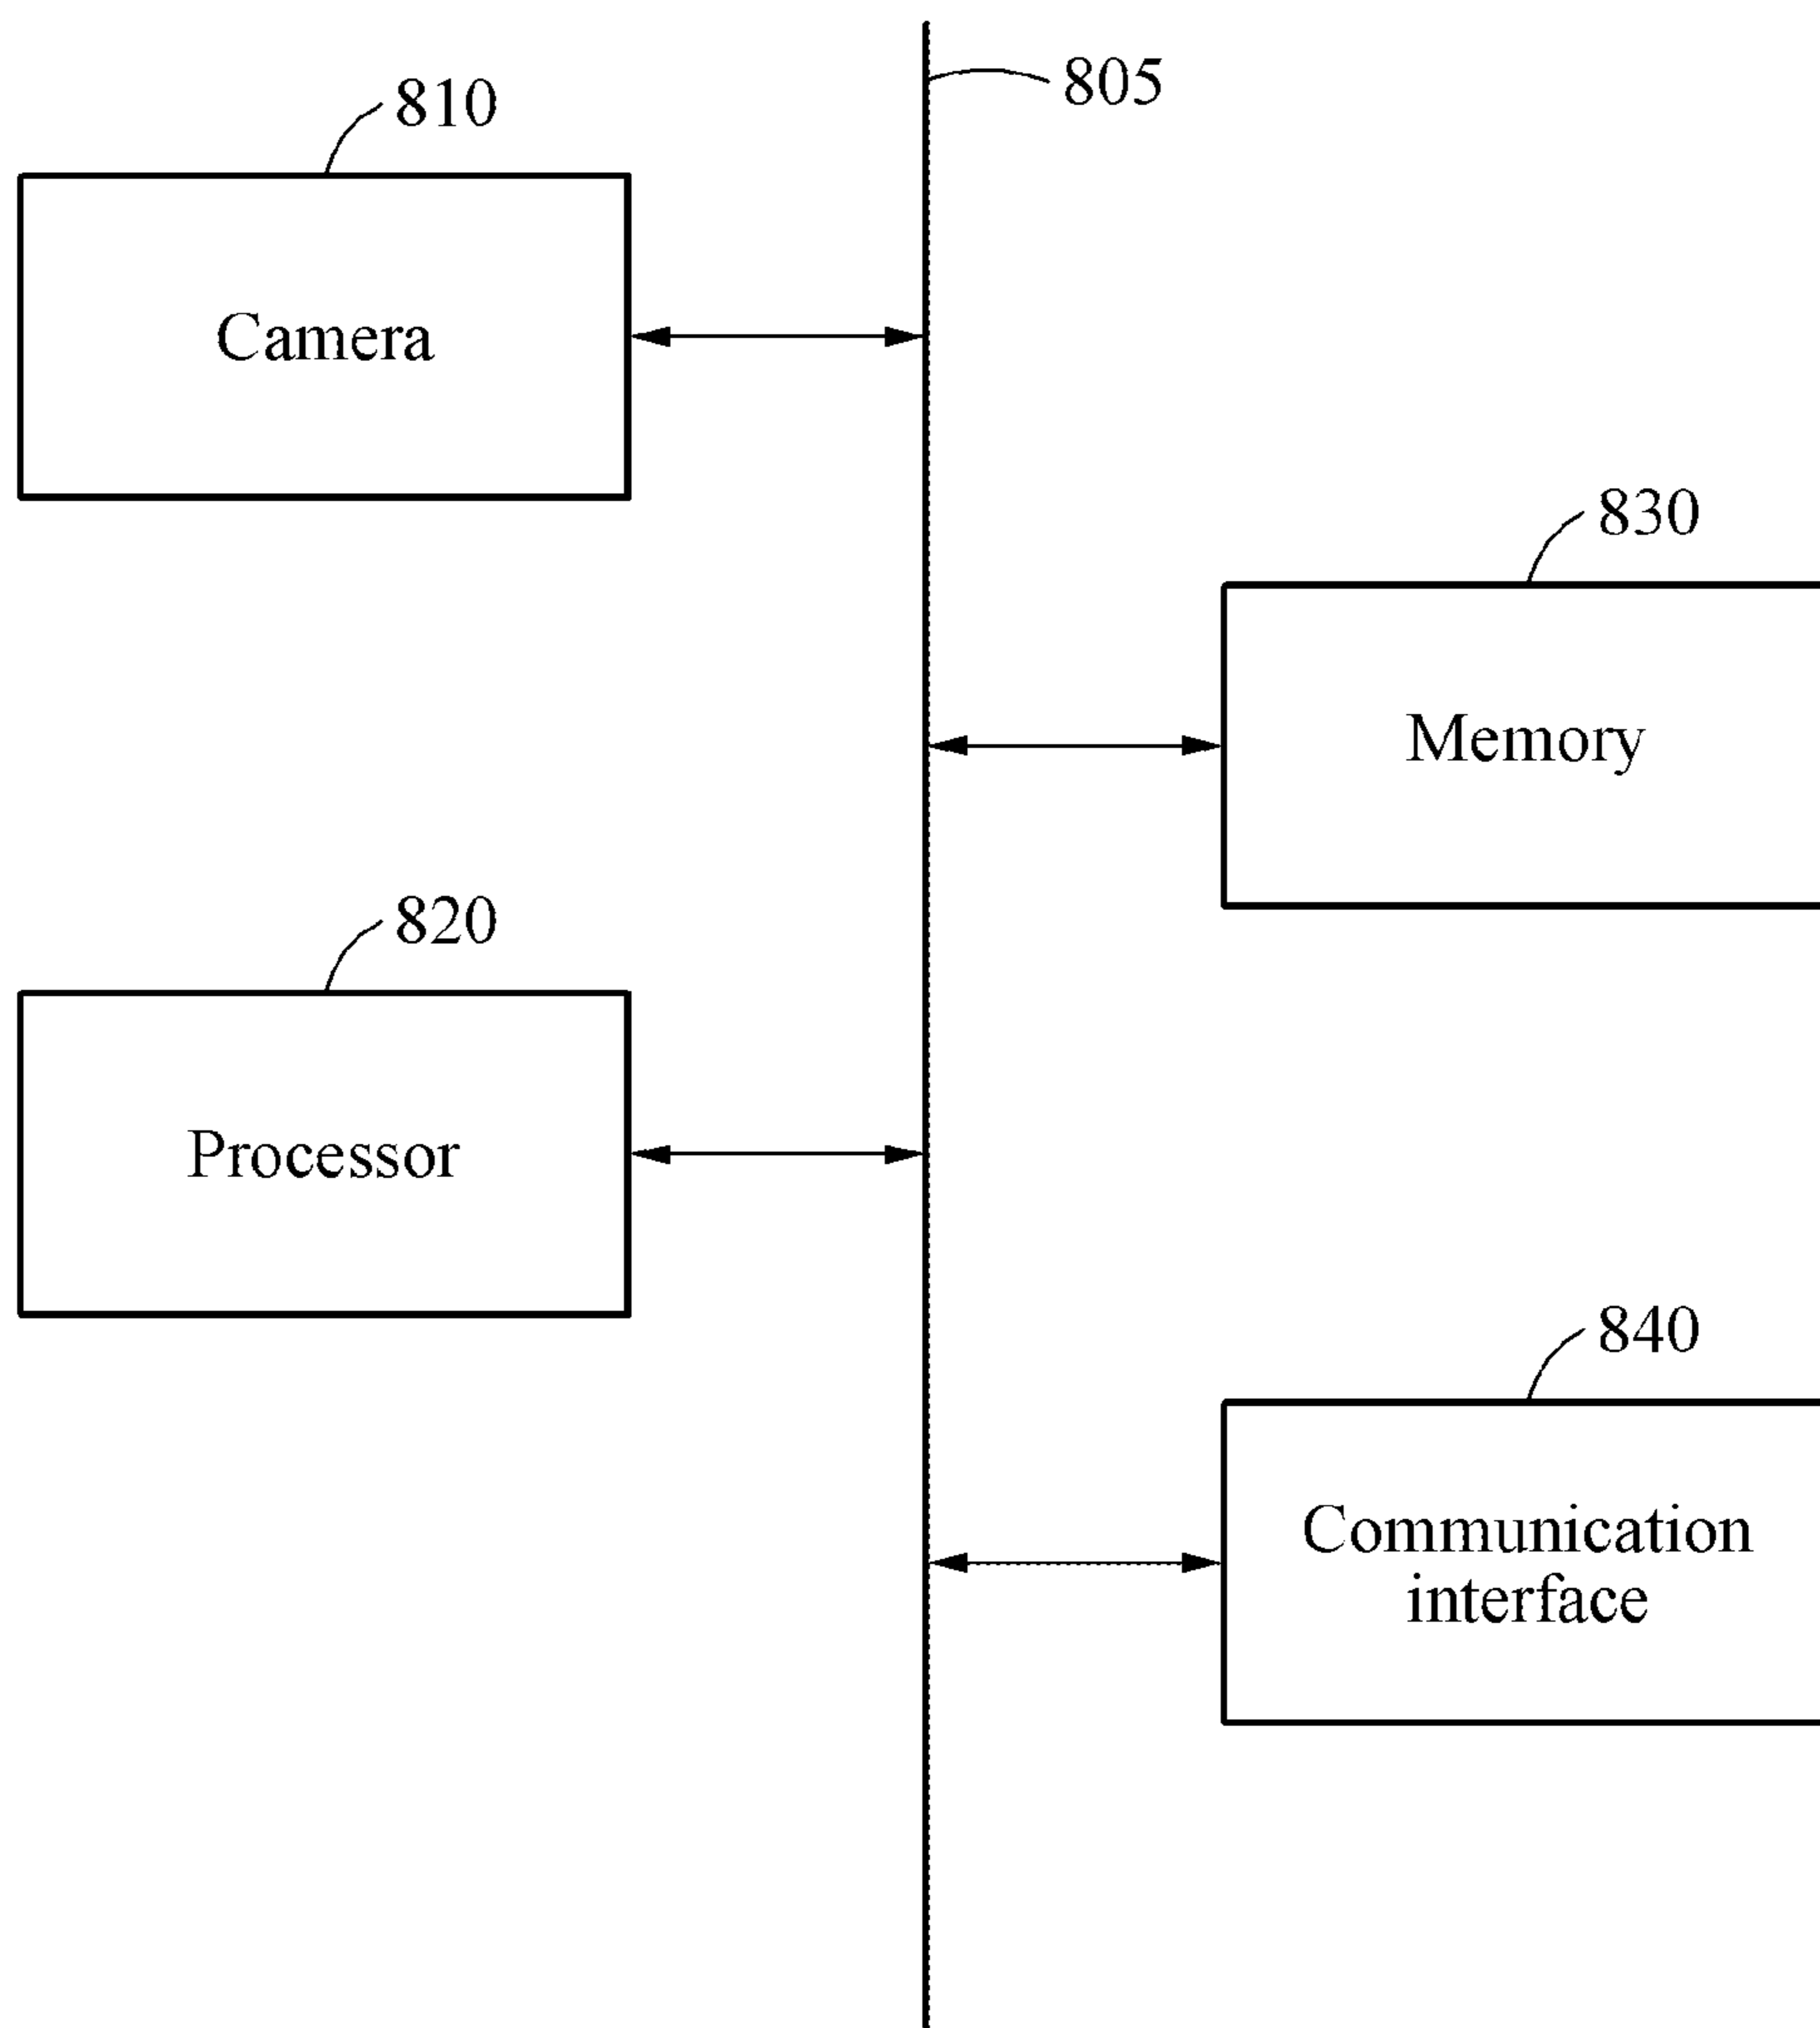 805
810
Camera
830
Memory
820
Processor
840
Communication
interface